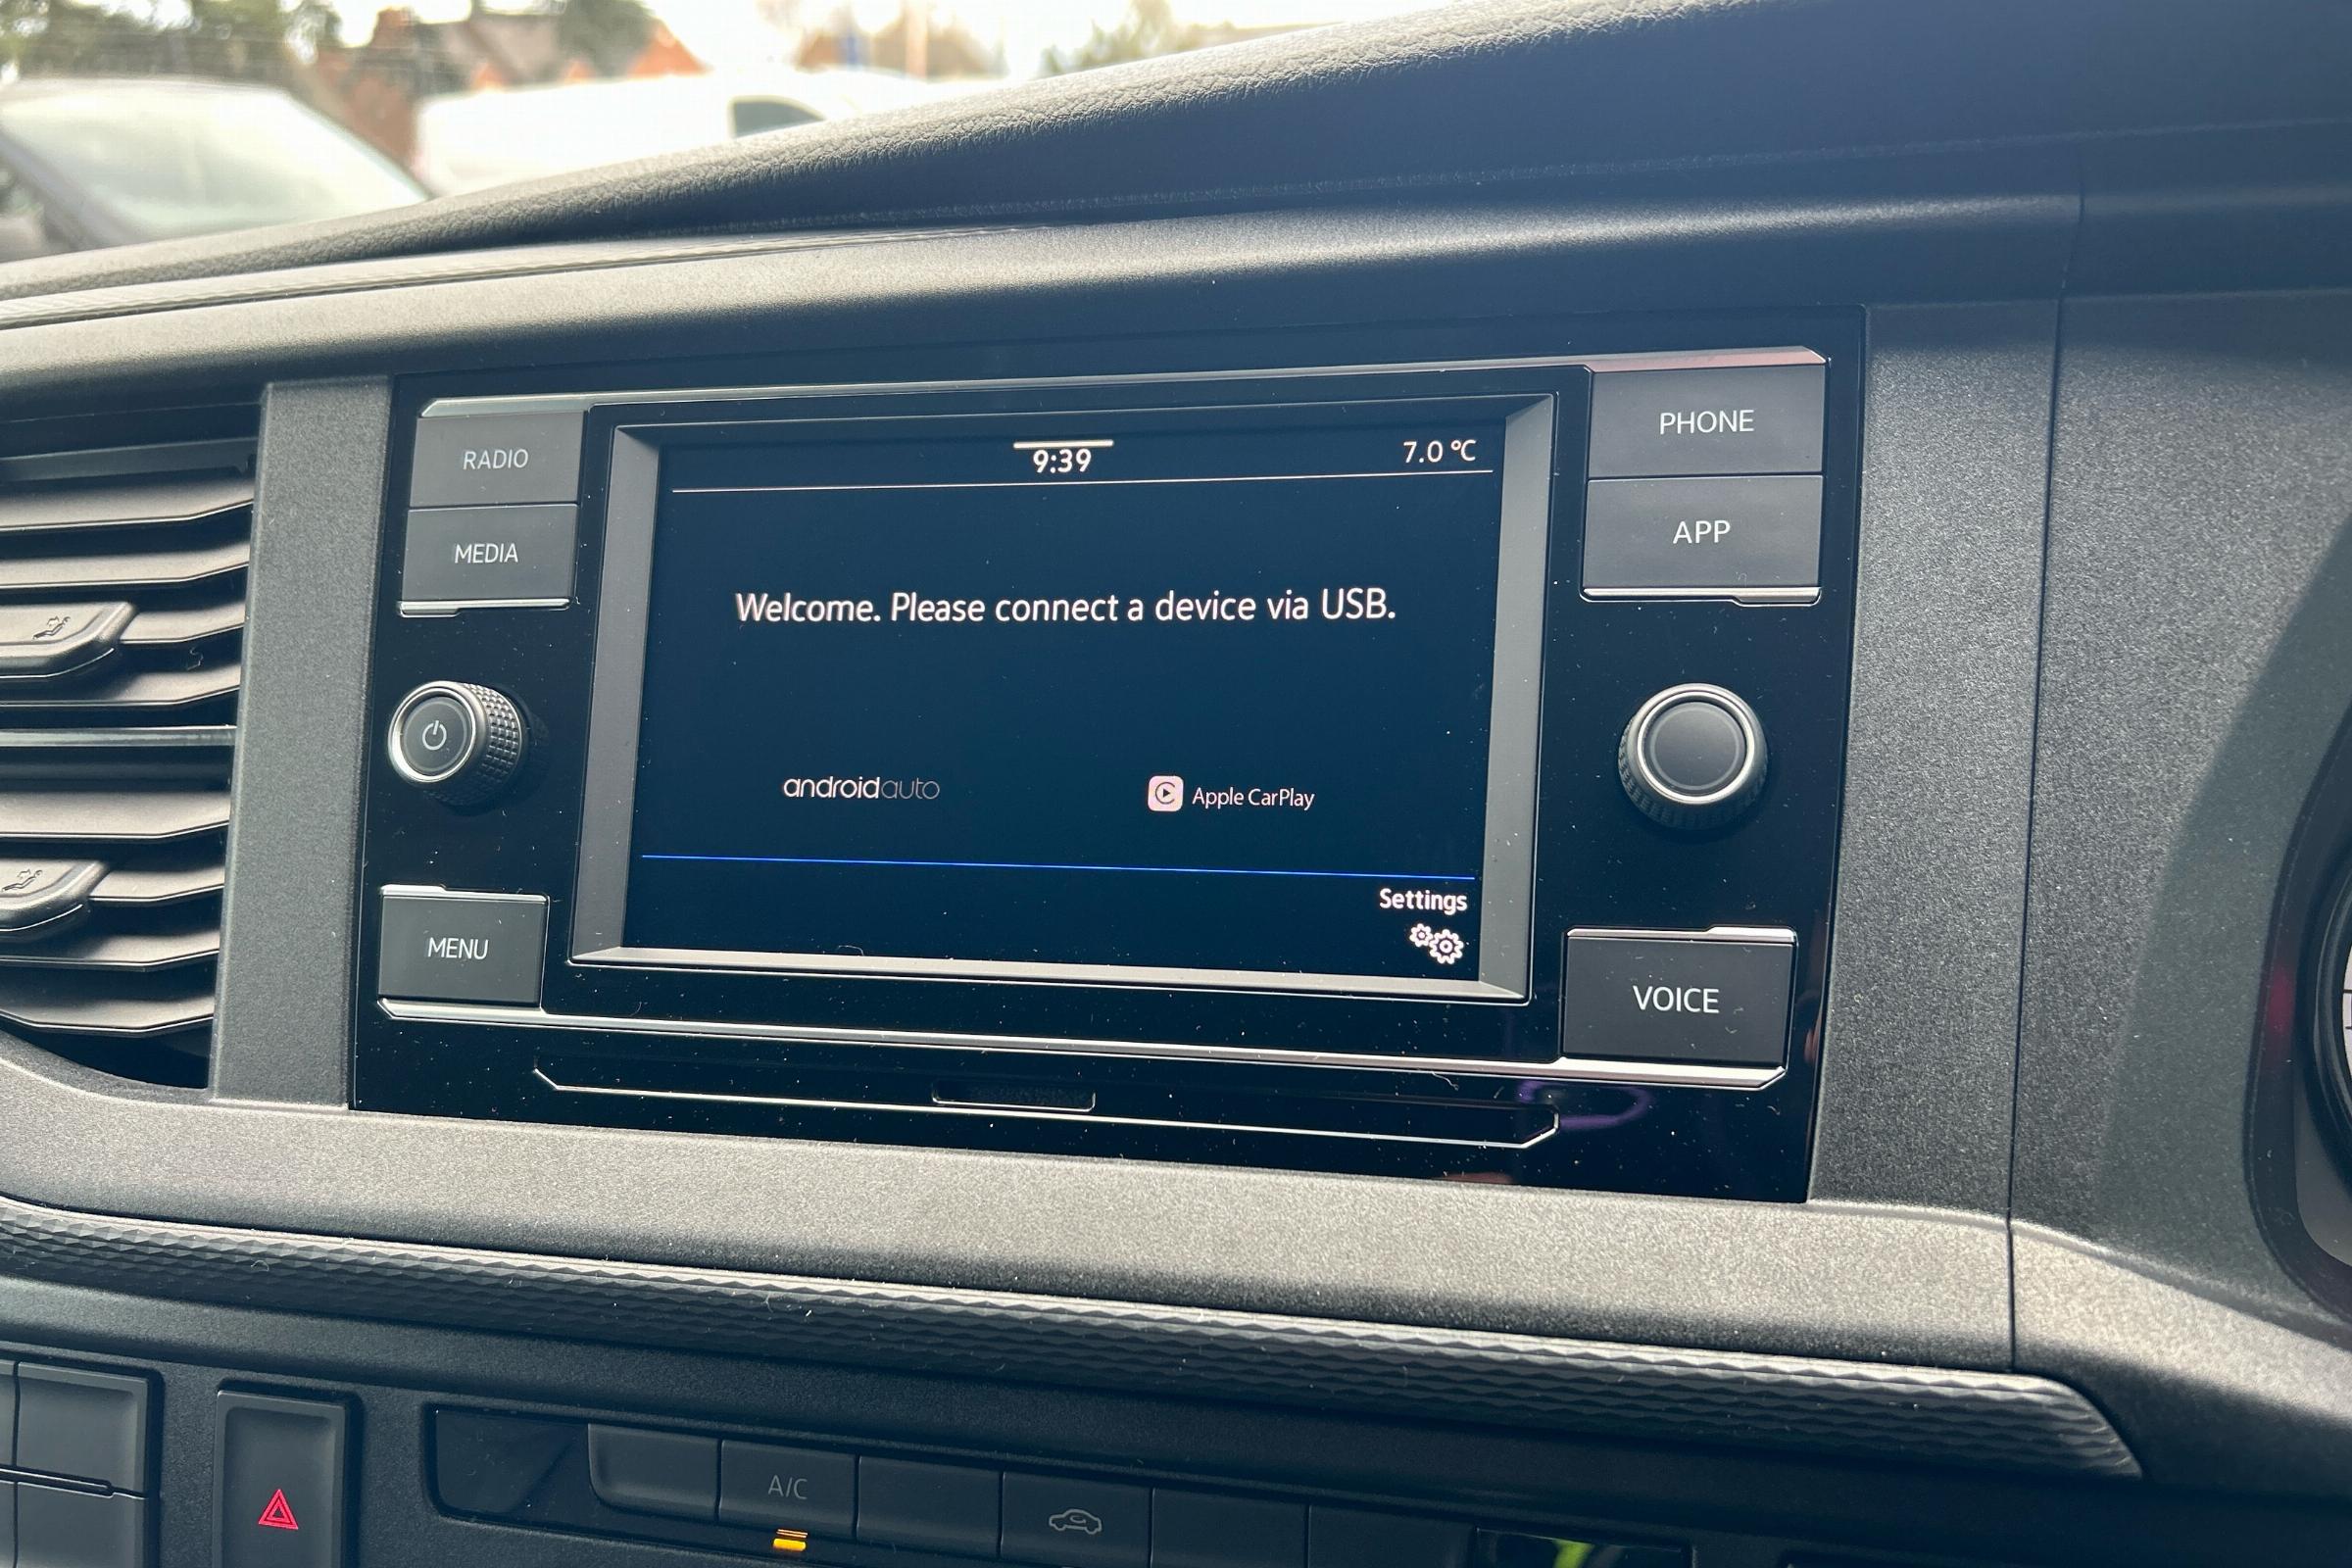 RADIO
MEDIA
MENU
9:39
7.0 °C
Welcome. Please connect a device via USB.
androidauto
Apple CarPlay
Settings
PHONE
APP
VOICE
A/C